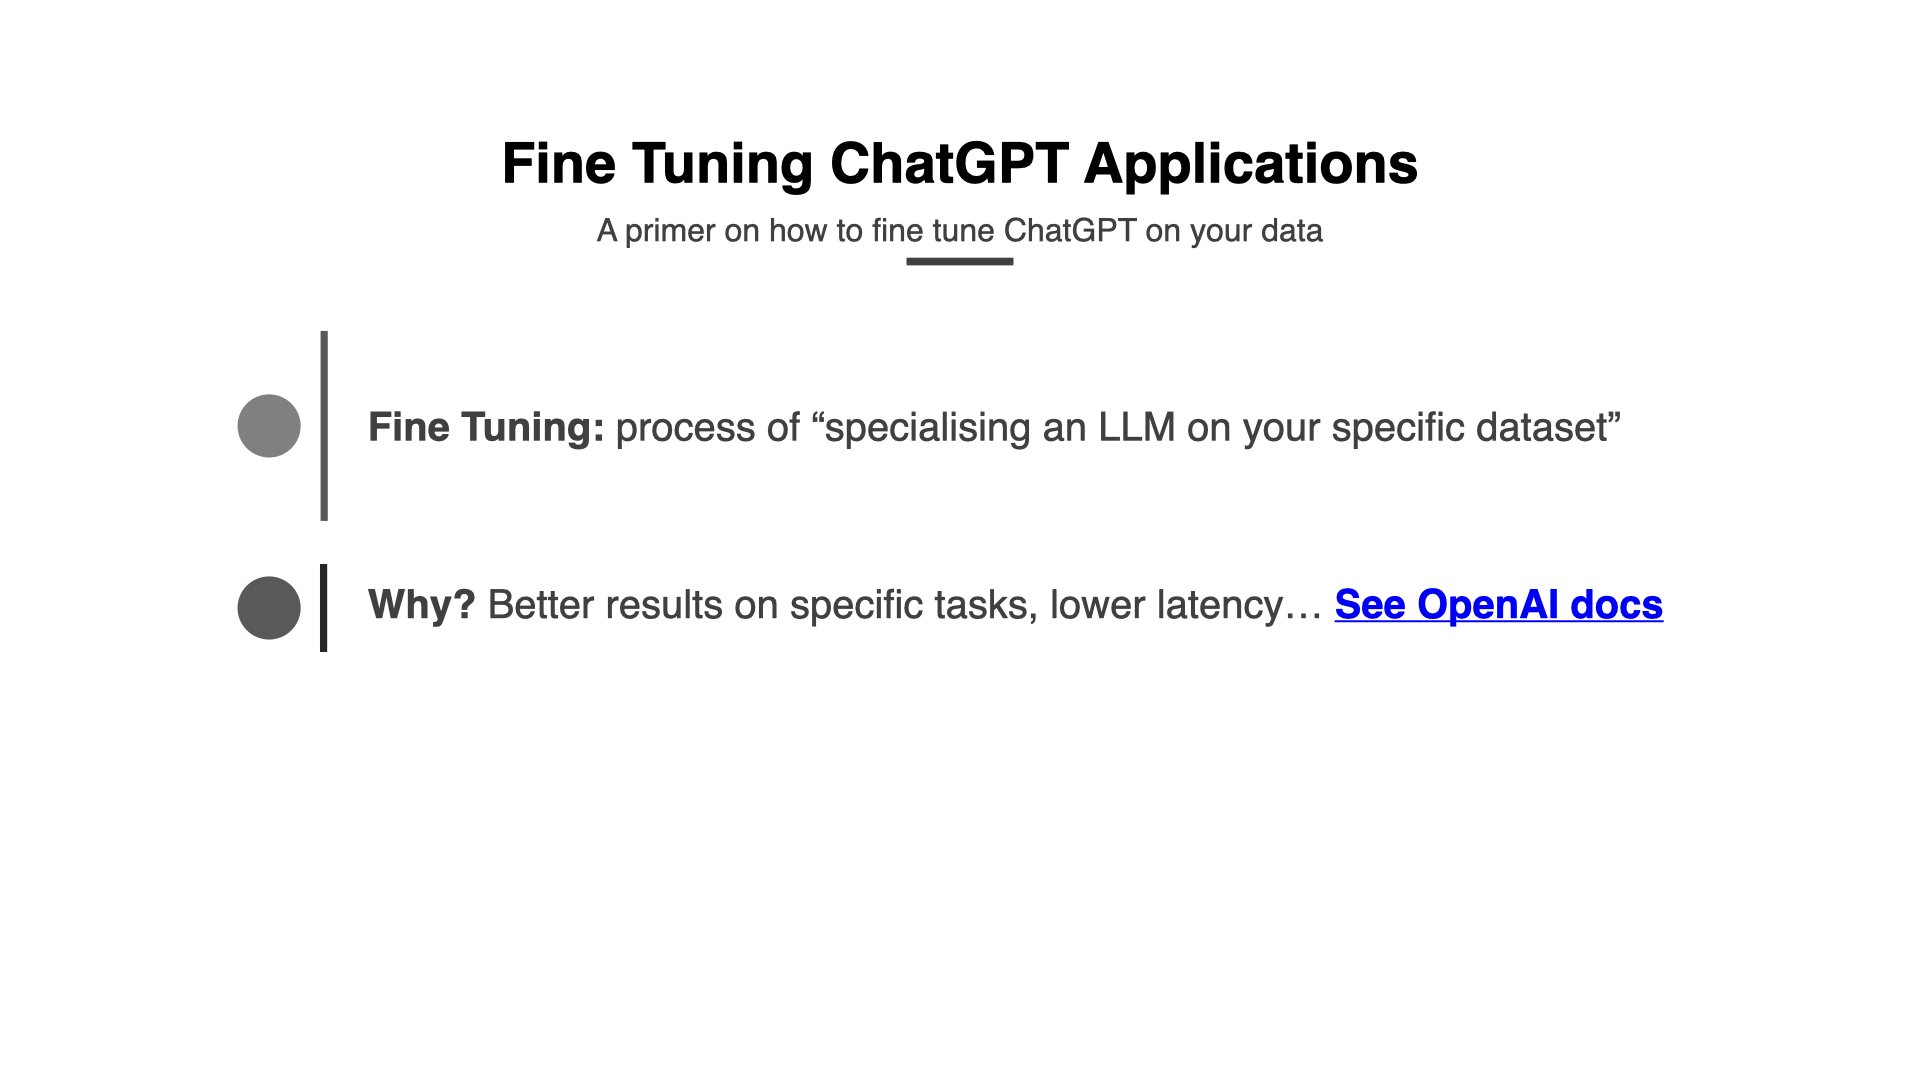 Fine Tuning ChatGPT Applications
A primer on how to fine tune ChatGPT on your data
Fine Tuning: process of “specialising an LLM on your specific dataset”
Why? Better results on specific tasks, lower latency… See OpenAI docs